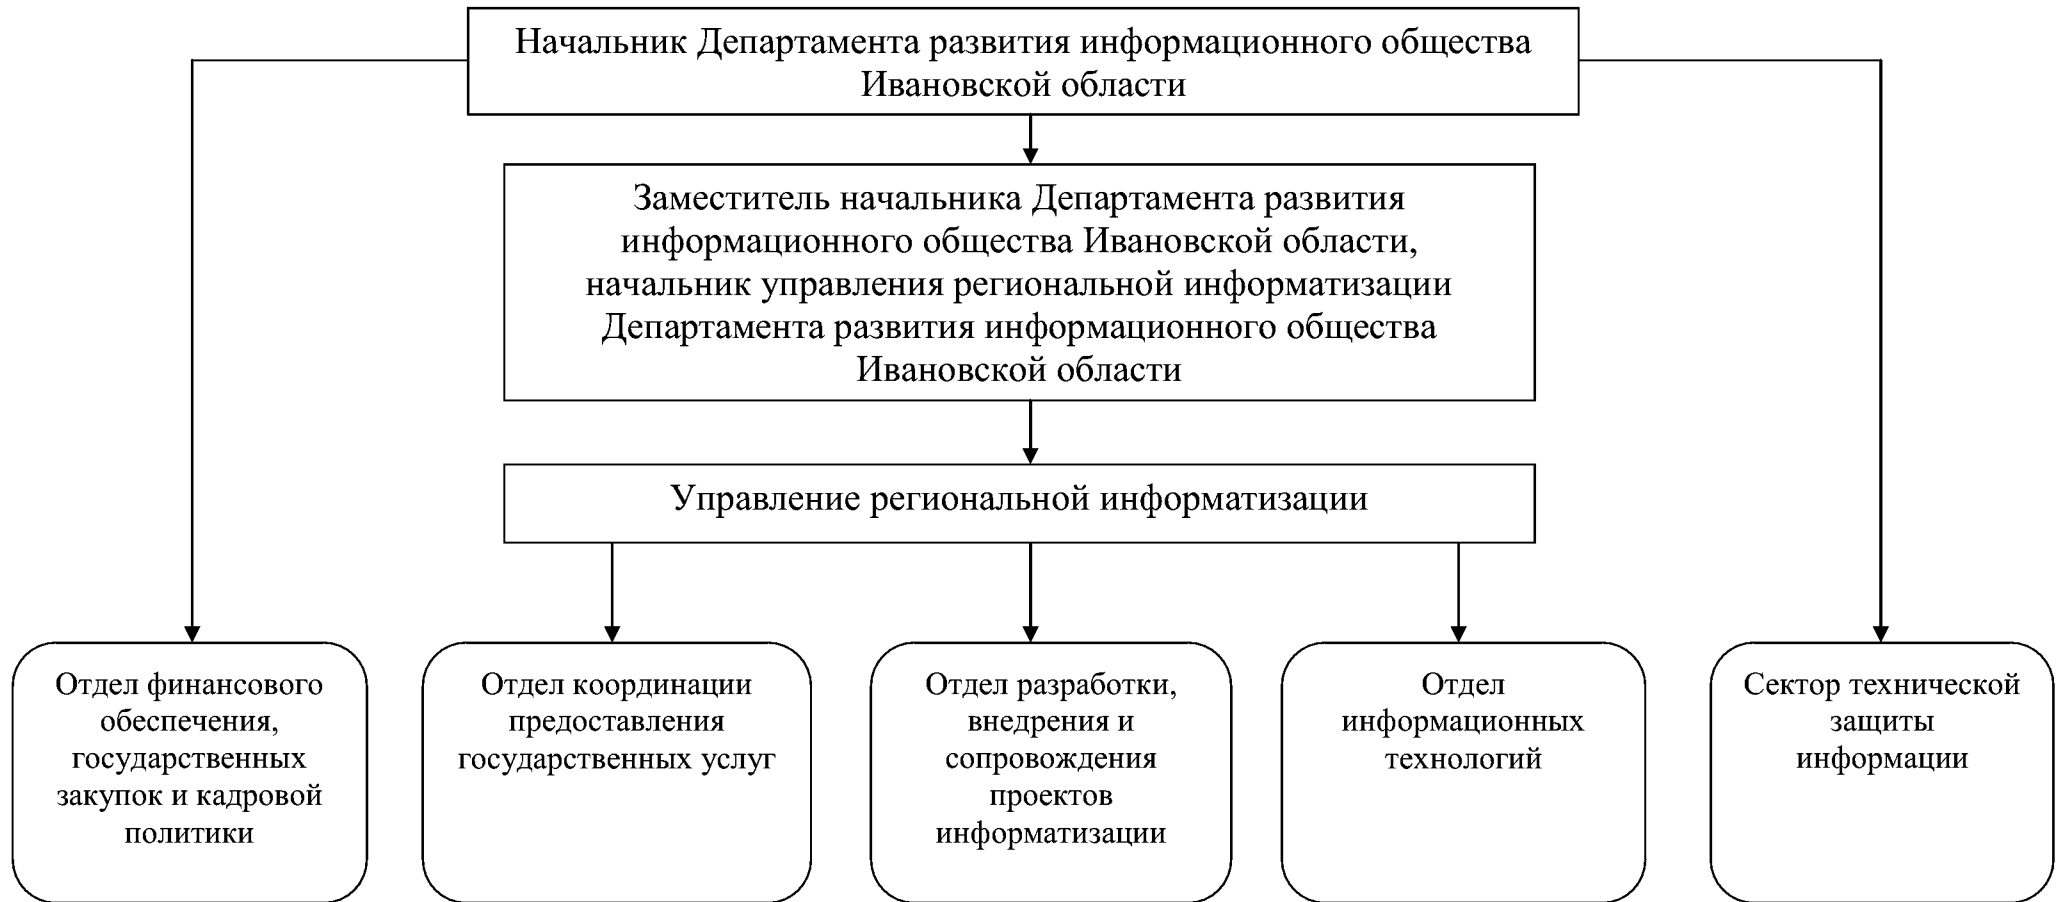 Начальник Департамента развития информационного общества
Ивановской области
Заместитель начальника Департамента развития
информационного общества Ивановской области,
начальник управления региональной информатизации
Департамента развития информационного общества
Ивановской области
Управление региональной информатизации
Отдел финансового
обеспечения,
государственных
закупок и кадровой
политики
Отдел координации
предоставления
государственных услуг
Отдел разработки,
внедрения и
сопровождения
проектов
информатизации
Отдел
информационных
технологий
Сектор технической
защиты
информации